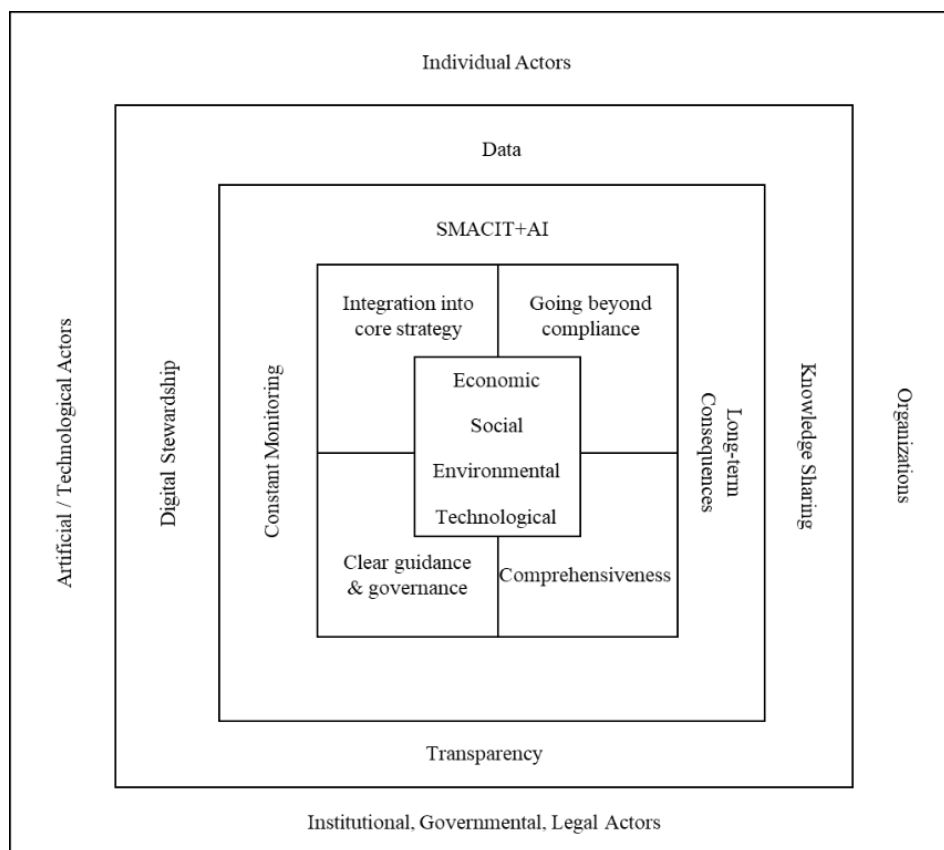 Individual Actors
Data
SMACIT+AI
Integration into
core strategy
Going beyond
compliance
Economic
Social
Environmental
Technological
Clear guidance
& governance
Comprehensiveness
Artificial / Technological Actors
Digital Stewardship
Constant Monitoring
Long-term
Consequences
Knowledge Sharing
Organizations
Transparency
Institutional, Governmental, Legal Actors